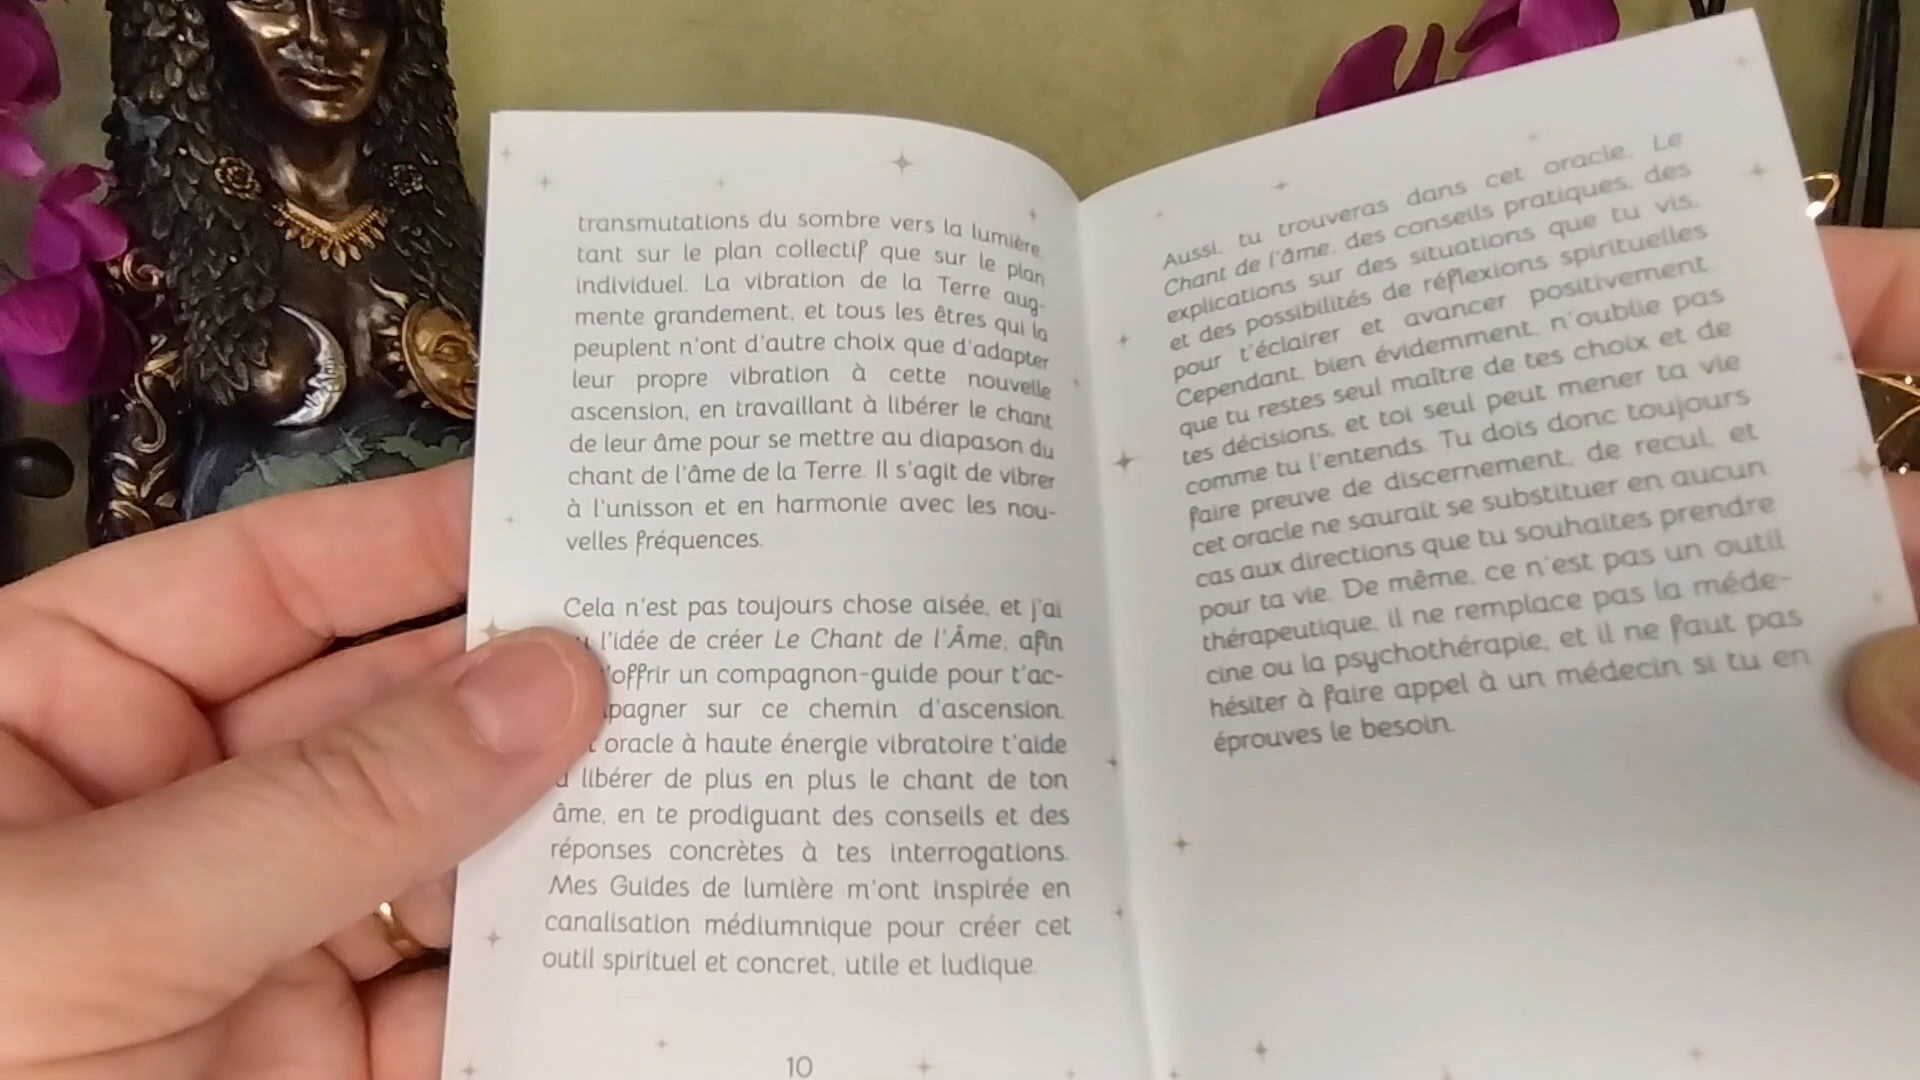 transmutations du sombre vers la lumière,
tant sur le plan collectif que sur le plan
individuel. La vibration de la Terre aug-
mente grandement, et tous les êtres qui la
peuplent n'ont d'autre choix que d'adapter
leur propre vibration à cette nouvelle
ascension, en travaillant à libérer le chant
de leur âme pour se mettre au diapason du
chant de l'âme de la Terre. Il s'agit de vibrer
à l'unisson et en harmonie avec les nou-
velles fréquences.
Cela n'est pas toujours chose aisée, et j'ai
l'idée de créer Le Chant de l'Âme, afin
offrir un compagnon-guide pour t'ac-
pagner sur ce chemin d'ascension.
oracle à haute énergie vibratoire t'aide
à libérer de plus en plus le chant de ton
âme, en te prodiguant des conseils et des
réponses concrètes à tes interrogations.
Mes Guides de lumière m'ont inspirée en
canalisation médiumnique pour créer cet
outil spirituel et concret, utile et ludique.
10
Aussi, tu trouveras dans cet oracle, Le
Chant de l'âme, des conseils pratiques, des
explications sur des situations que tu vis,
et des possibilités de réflexions spirituelles
pour t'éclairer et avancer positivement.
Cependant, bien évidemment, n'oublie pas
que tu restes seul maître de tes choix et de
tes décisions, et toi seul peut mener ta vie
comme tu l'entends. Tu dois donc toujours
faire preuve de discernement, de recul, et
cet oracle ne saurait se substituer en aucun
cas aux directions que tu souhaites prendre
pour ta vie. De même, ce n'est pas un outil
thérapeutique, il ne remplace pas la méde-
cine ou la psychothérapie, et il ne faut pas
hésiter à faire appel à un médecin si tu en
éprouves le besoin.